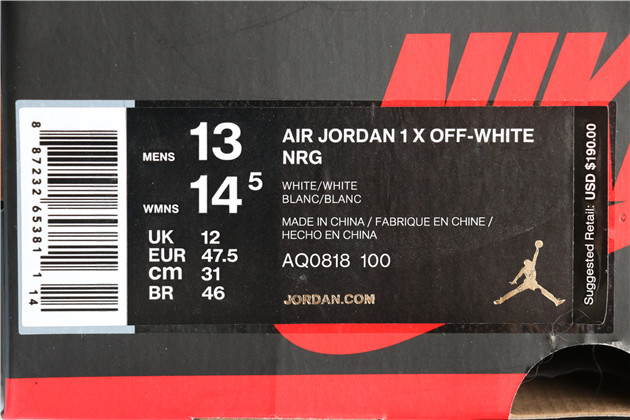 NIKE
AIR JORDAN 1 X OFF-WHITE
NRG
MENS 13
WMNS 14 5
WHITE/WHITE
BLANC/BLANC
MADE IN CHINA / FABRIQUE EN CHINE /
HECHO EN CHINA
UK 12
EUR 47.5
cm 31
BR 46
AQ0818 100
JORDAN.COM
Suggested Retail: USD $190.00
8 87232 65381 1 14